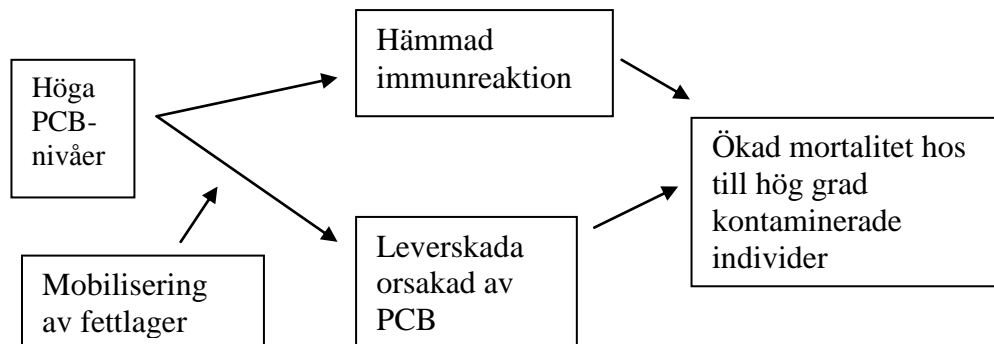 Höga
PCB-
nivåer
Hämmad
immunreaktion
Mobilisering
av fettlager
Leverskada
orsakad av
PCB
Ökad mortalitet hos
till hög grad
kontaminerade
individer